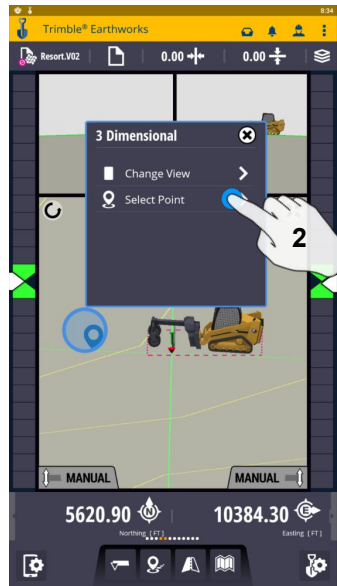 8:34
Trimble® Earthworks
Resort.V02 0.00 0.00
3 Dimensional
Change View
Select Point
2
MANUAL MANUAL
5620.90 10384.30
Northing [FT] Easting [FT]